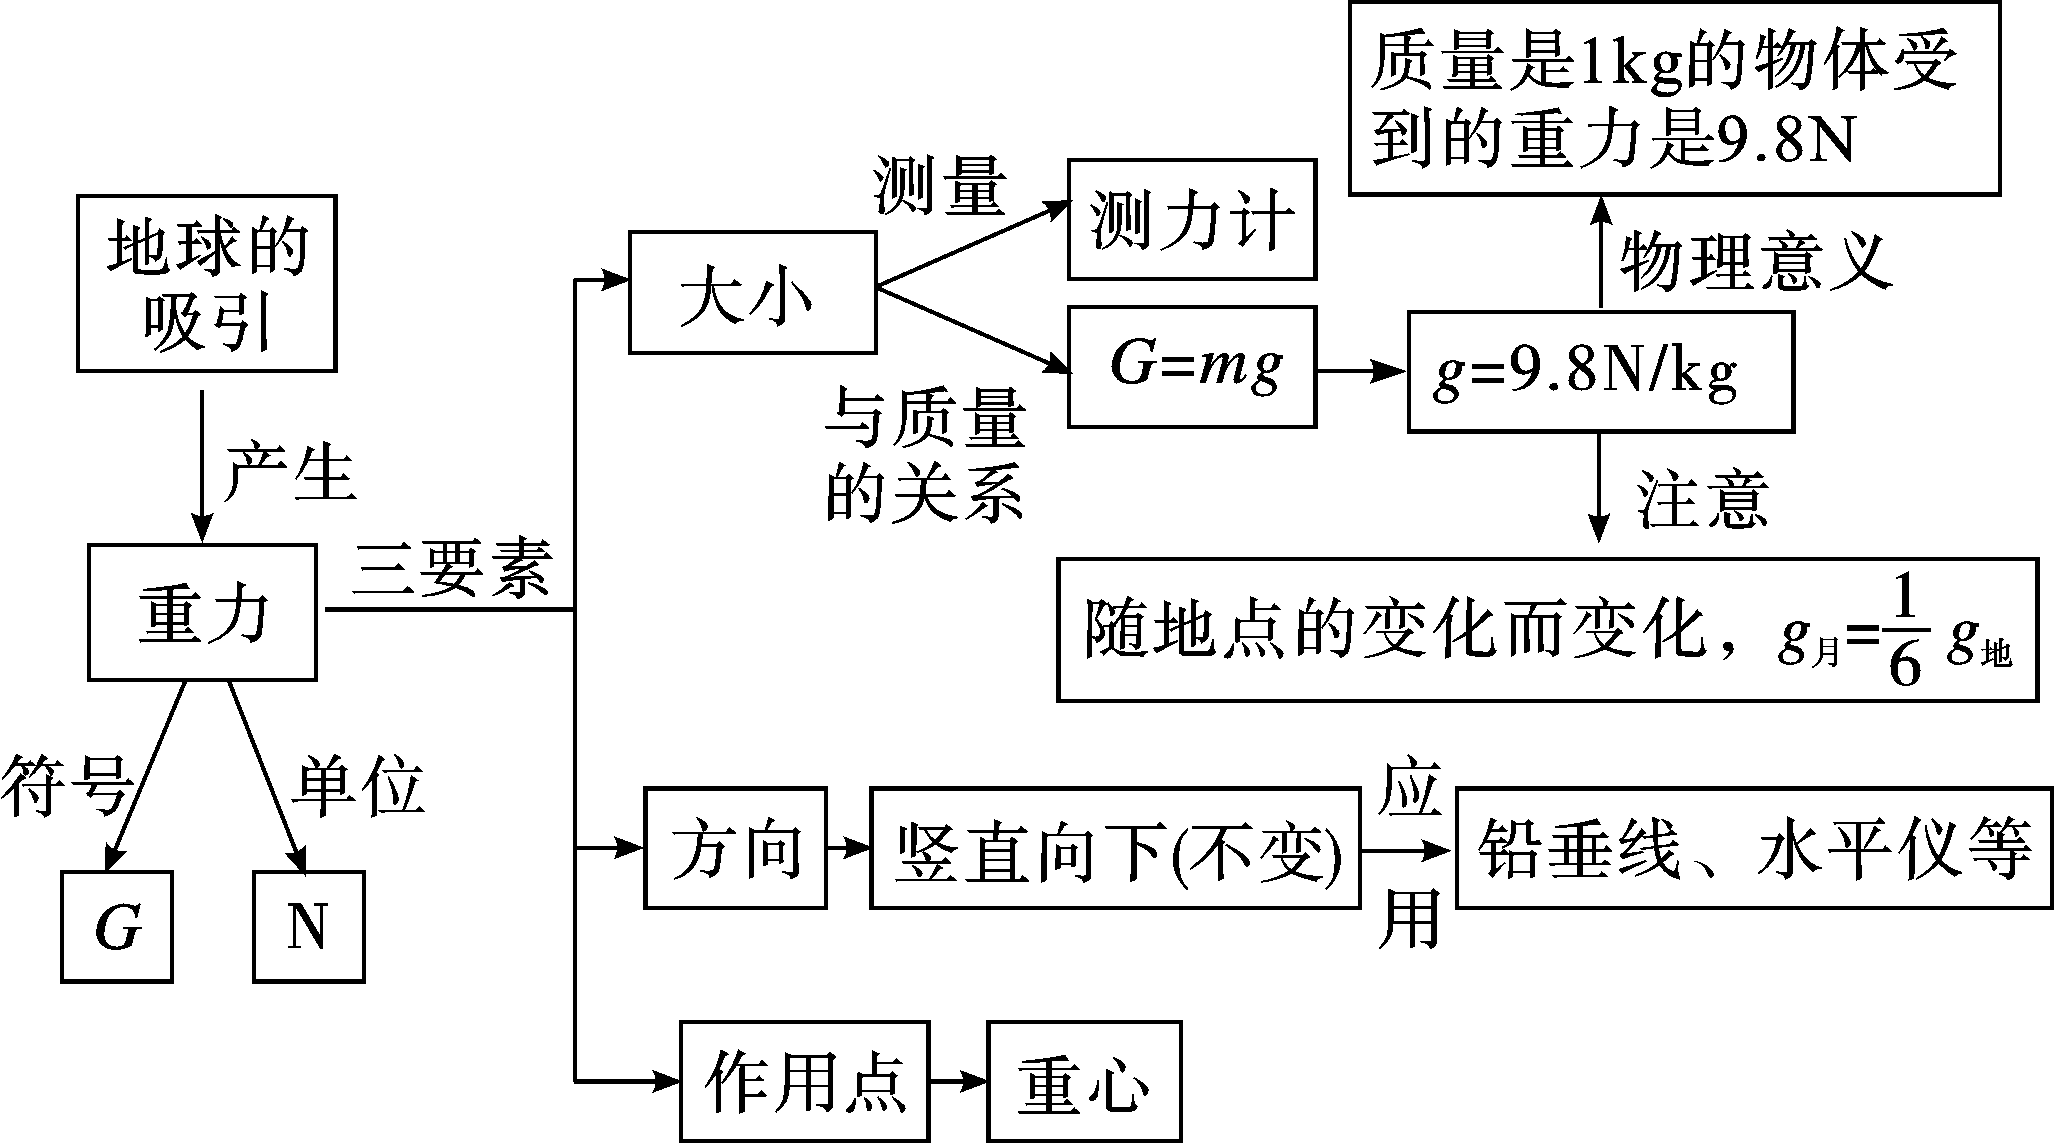 质量是1kg的物体受
到的重力是9.8N
物理意义
测量
测力计
地球的
吸引
大小
G=mg
g=9.8N/kg
与质量
的关系
注意
产生
三要素
重力
随地点的变化而变化，g月=1/6 g地
符号
单位
G
N
方向
竖直向下(不变)
应
用
铅垂线、水平仪等
作用点
重心